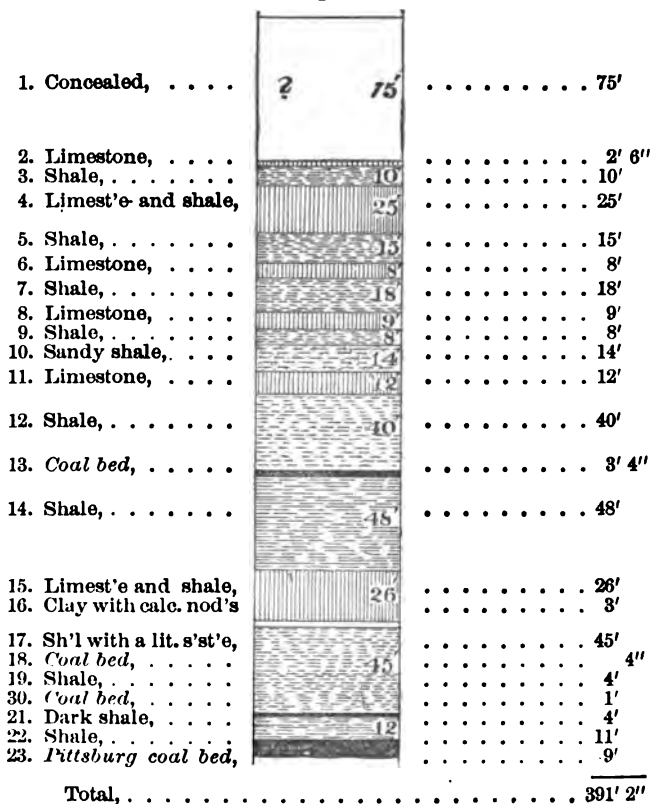 1. Concealed, . . . . ? 75' . . . . . . . . . 75'
2. Limestone, . . . . . . . . . . . . . 2' 6"
3. Shale, . . . . . . . 10' . . . . . . . . . 10'
4. Limest'e and shale, 25' . . . . . . . . . 25'
5. Shale, . . . . . . . 15' . . . . . . . . . 15'
6. Limestone, . . . . 8' . . . . . . . . . 8'
7. Shale, . . . . . . . 18' . . . . . . . . . 18'
8. Limestone, . . . . 9' . . . . . . . . . 9'
9. Shale, . . . . . . . 8' . . . . . . . . . 8'
10. Sandy shale, . . . . 14' . . . . . . . . . 14'
11. Limestone, . . . . 12' . . . . . . . . . 12'
12. Shale, . . . . . . . 40' . . . . . . . . . 40'
13. Coal bed, . . . . . . . . . . . . . . 3' 4"
14. Shale, . . . . . . . 48' . . . . . . . . . 48'
15. Limest'e and shale, 26' . . . . . . . . . 26'
16. Clay with calc. nod's . . . . . . . . . 3'
17. Sh'l with a lit. s'st'e, 45' . . . . . . . . . 45'
18. Coal bed, . . . . . . . . . . . . . . 4"
19. Shale, . . . . . . . . . . . . . . . . 4'
30. Coal bed, . . . . . . . . . . . . . . 1'
21. Dark shale, . . . . 12 . . . . . . . . . 4'
22. Shale, . . . . . . . . . . . . . . . . 11'
23. Pittsburg coal bed, . . . . . . . . . 9'
Total, . . . . . . . . . . . . . . . . . . . . . . 391' 2"